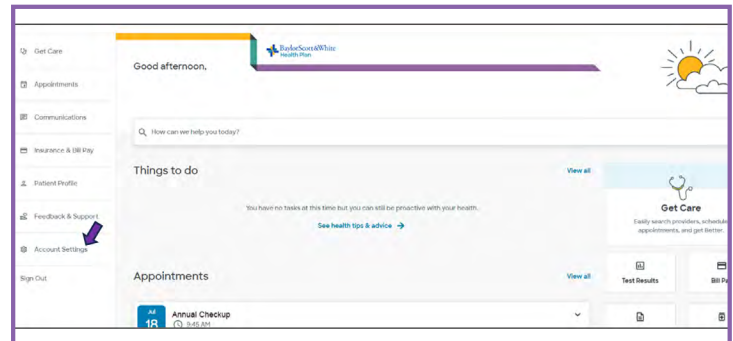 Get Care
Appointments
Communications
Insurance & Bill Pay
Patient Profile
Feedback & Support
Account Settings
Sign Out
BaylorScott&White
Health Plan
Good afternoon,
How can we help you today?
Things to do
View all
You have no tasks at this time but you can still be proactive with your health.
See health tips & advice →
Get Care
Easily search providers, schedule
appointments, and get Better.
Appointments
View all
Test Results
Bill Pa
18
Annual Checkup
9:45 AM